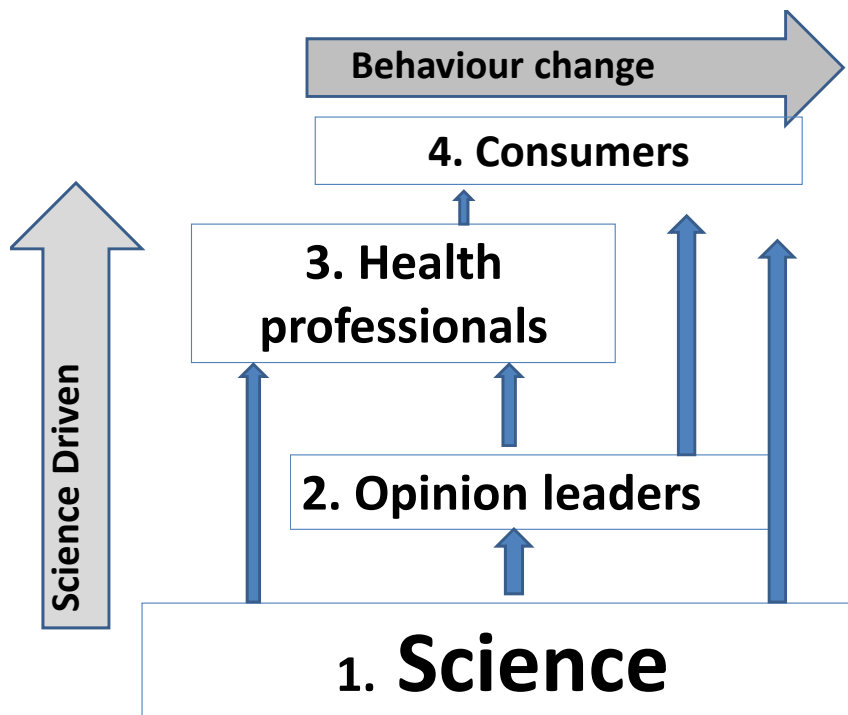 Behaviour change
4. Consumers
3. Health
professionals
Science Driven
2. Opinion leaders
1. Science